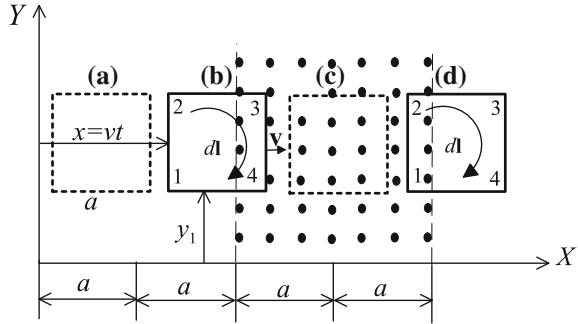 Y
(a) (b) (c) (d)
2 3 2 3
x=vt dl v dl
1 4 1 4
a
y₁
X
a a a a